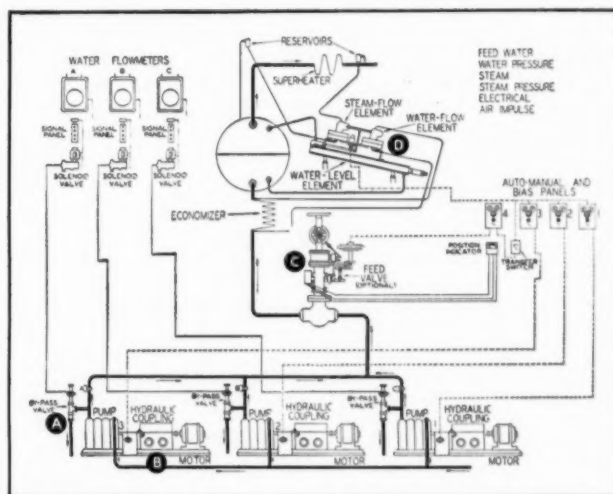 WATER FLOWMETERS
A B C
SIGNAL PANEL
SIGNAL PANEL
SIGNAL PANEL
SOLENOID VALVE
SOLENOID VALVE
SOLENOID VALVE
RESERVOIRS
SUPERHEATER
STEAM-FLOW ELEMENT
WATER-FLOW ELEMENT
D
WATER-LEVEL ELEMENT
ECONOMIZER
FEED WATER
WATER PRESSURE
STEAM
STEAM PRESSURE
ELECTRICAL
AIR IMPULSE
AUTO-MANUAL AND
BIAS PANELS
4 3 2 1
POSITION INDICATOR
TRANSFER SWITCH
C
FEED VALVE (OPTIONAL)
BY-PASS VALVE
A
PUMP
HYDRAULIC COUPLING
B
MOTOR
BY-PASS VALVE
PUMP
HYDRAULIC COUPLING
MOTOR
BY-PASS VALVE
PUMP
HYDRAULIC COUPLING
MOTOR